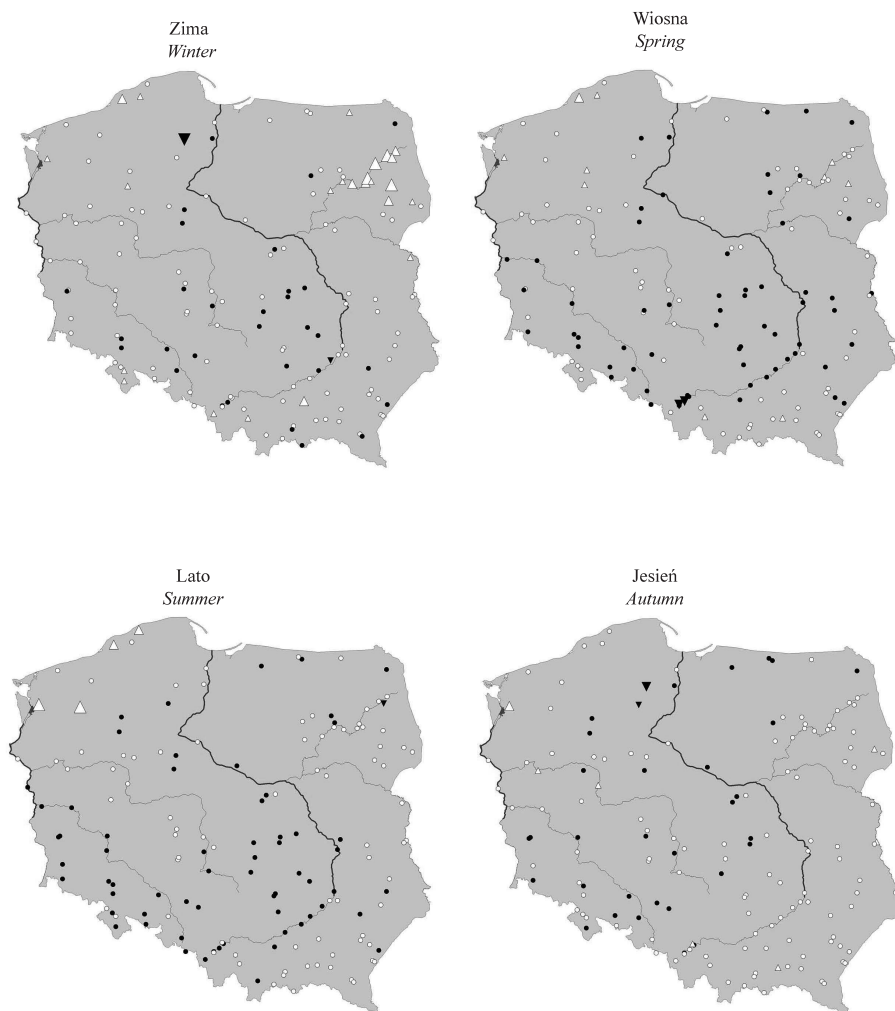 Zima
Winter
Wiosna
Spring
Lato
Summer
Jesień
Autumn